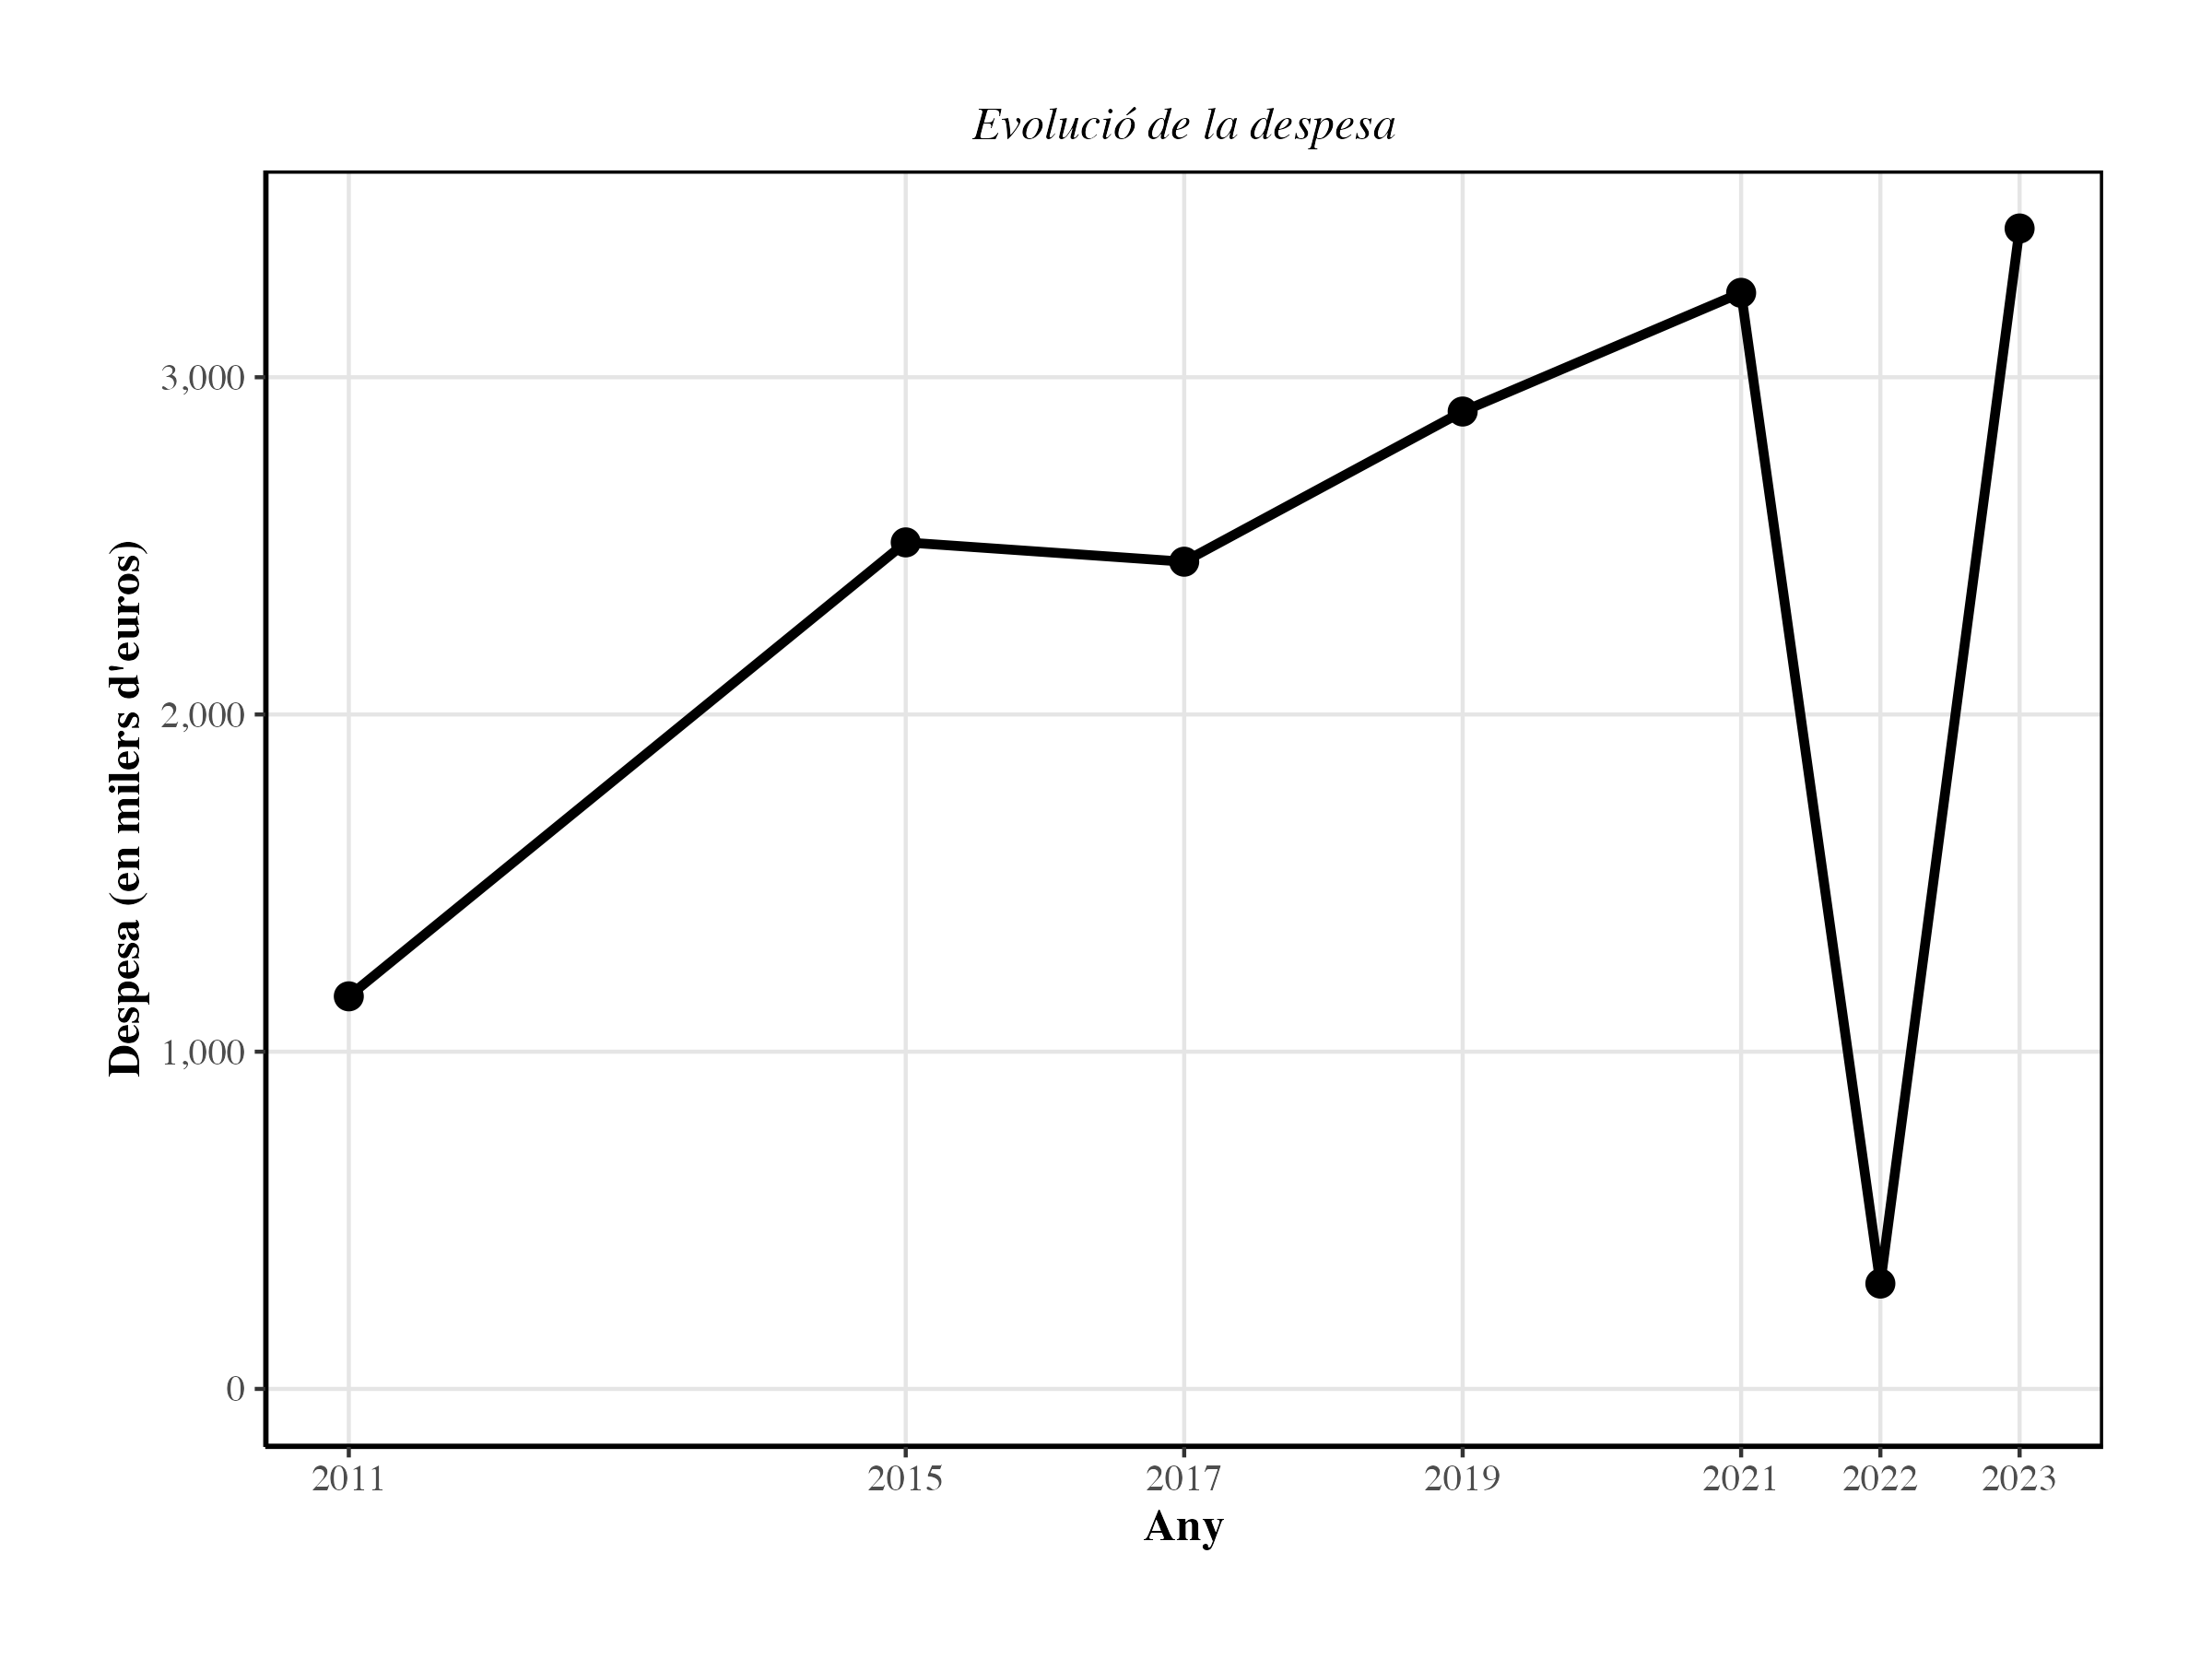 Evolució de la despesa
Despesa (en milers d'euros)
3,000
2,000
1,000
0
2011 2015 2017 2019 2021 2022 2023
Any